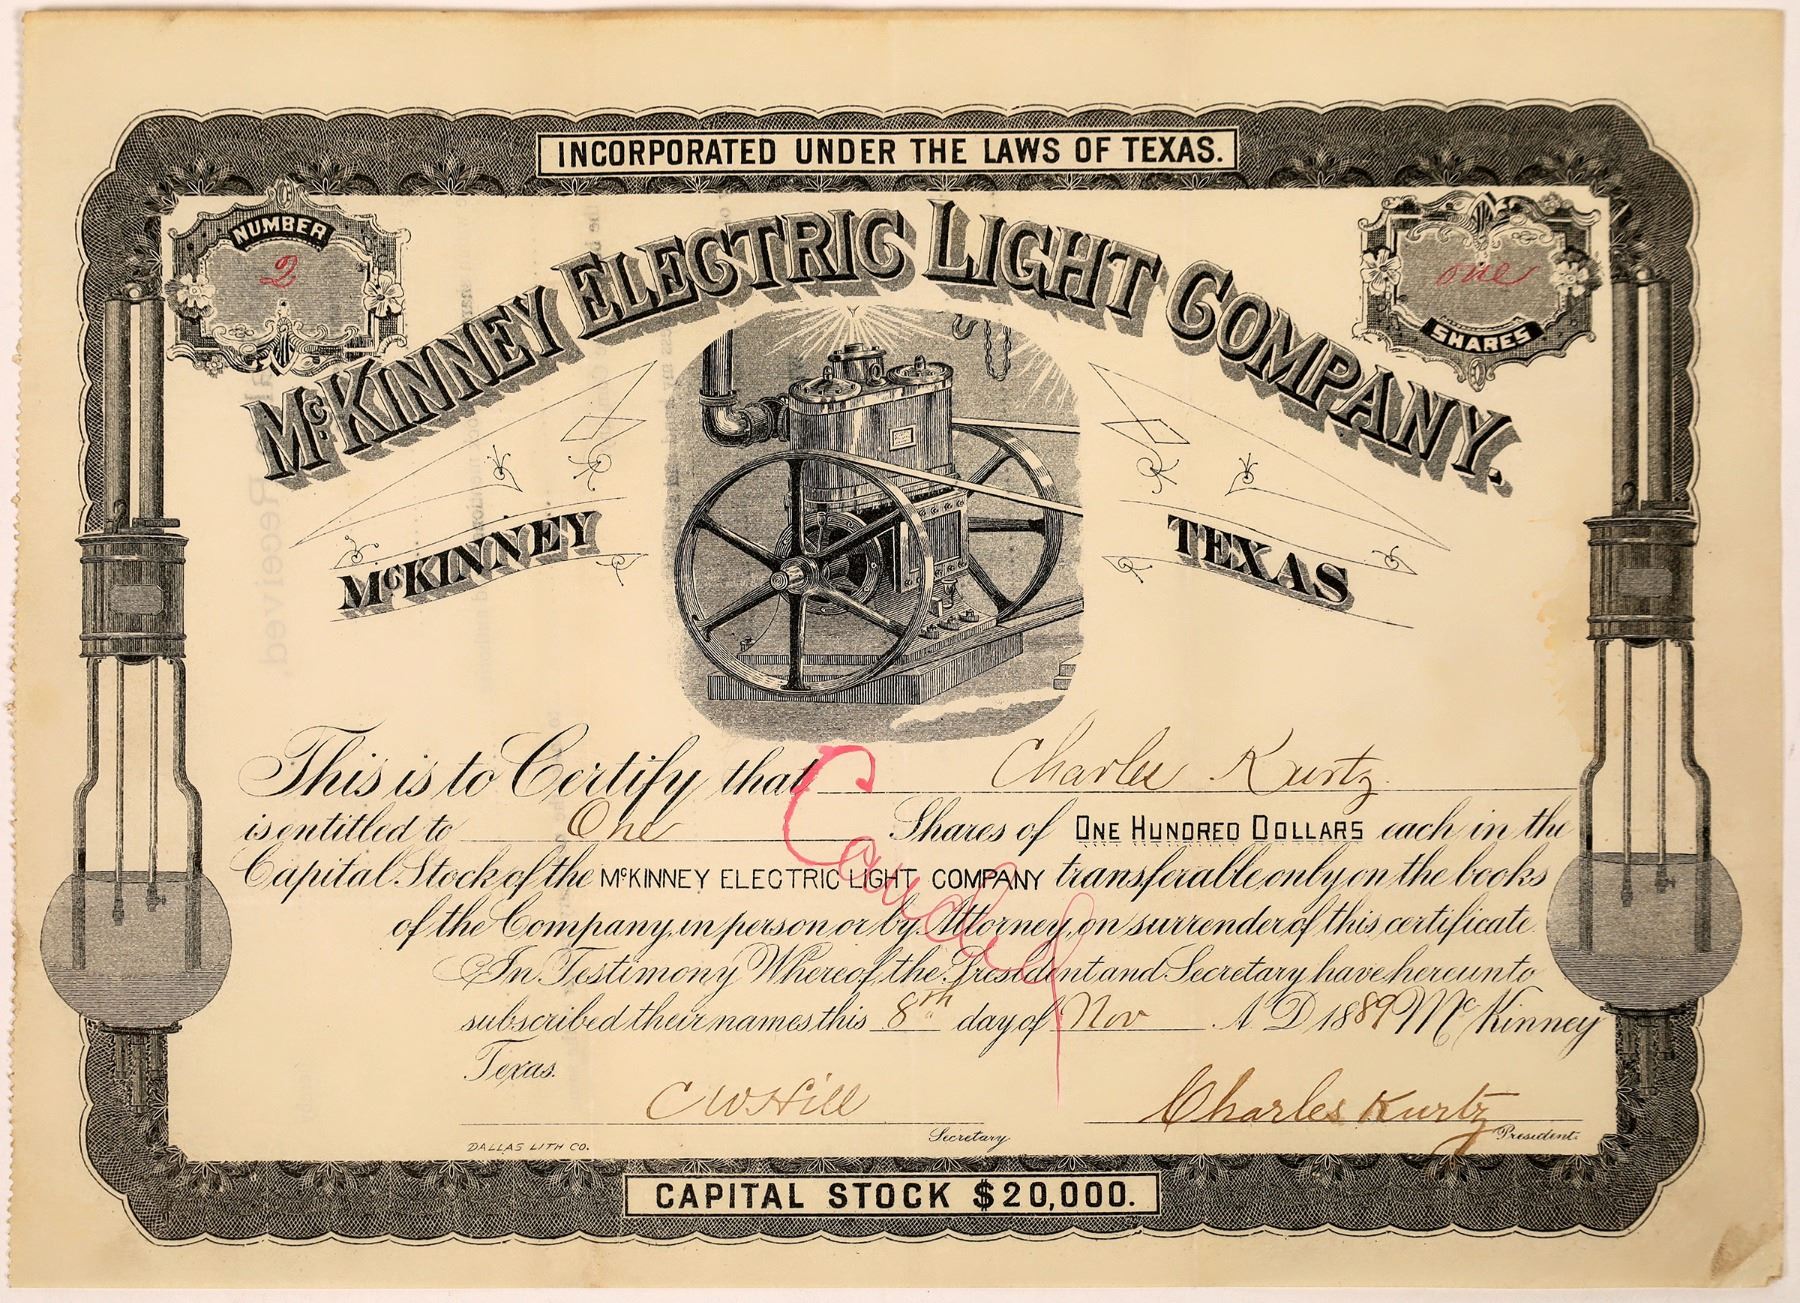 INCORPORATED UNDER THE LAWS OF TEXAS.
NUMBER
2
one
SHARES
McKINNEY ELECTRIC LIGHT COMPANY.
McKINNEY TEXAS
This is to Certify that Charles Kurtz
is entitled to One Shares of ONE HUNDRED DOLLARS each in the
Capital Stock of the McKINNEY ELECTRIC LIGHT COMPANY transferable only on the books
of the Company, in person or by Attorney, on surrender of this certificate.
In Testimony Whereof, the President and Secretary have hereunto
subscribed their names this 8th day of Nov A D 1889 McKinney
Texas.
C W Hill Charles Kurtz
Secretary President.
DALLAS LITH CO.
CAPITAL STOCK $20,000.
Received.